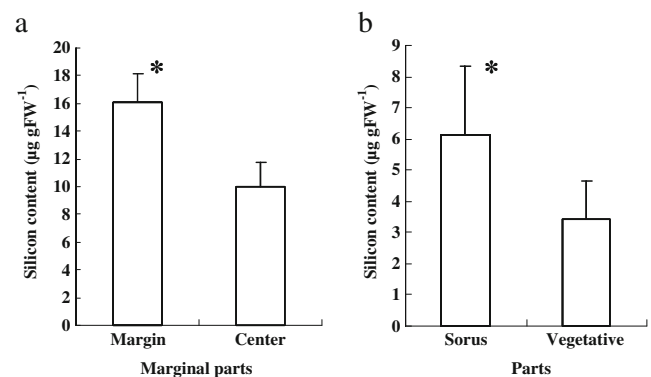 a
Silicon content (µg gFW⁻¹)
20
18
16
14
12
10
8
6
4
2
0
*
Margin Center
Marginal parts
b
Silicon content (µg gFW⁻¹)
9
8
7
6
5
4
3
2
1
0
*
Sorus Vegetative
Parts